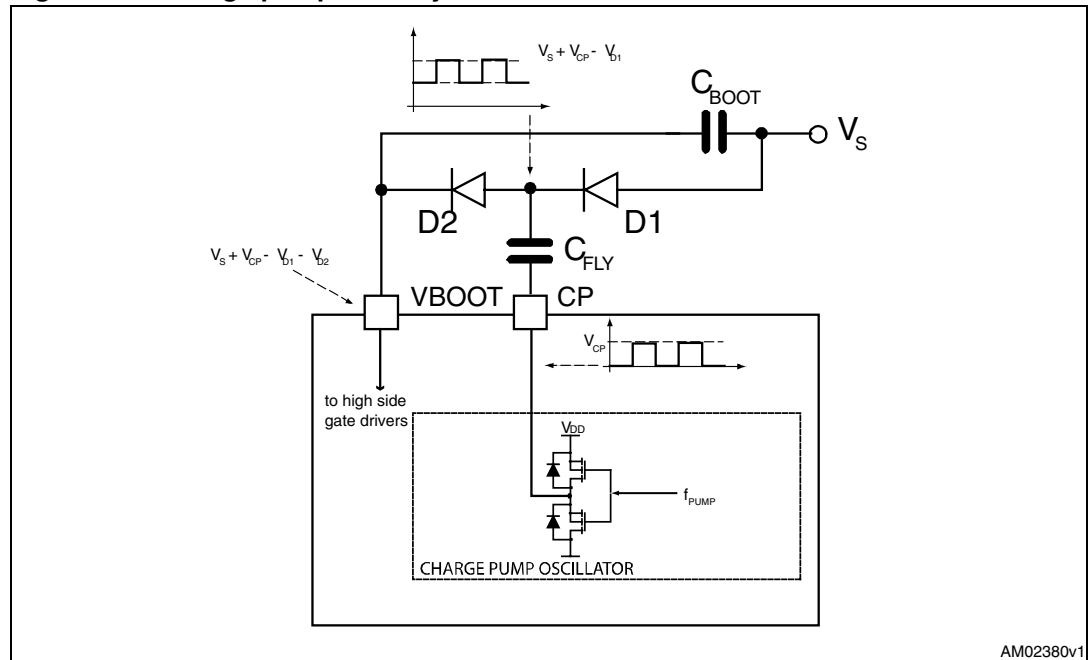 V_S + V_CP - V_D1
C_BOOT
V_S
D2
D1
C_FLY
V_S + V_CP - V_D1 - V_D2
VBOOT
CP
V_CP
to high side
gate drivers
V_DD
f_PUMP
CHARGE PUMP OSCILLATOR
AM02380v1